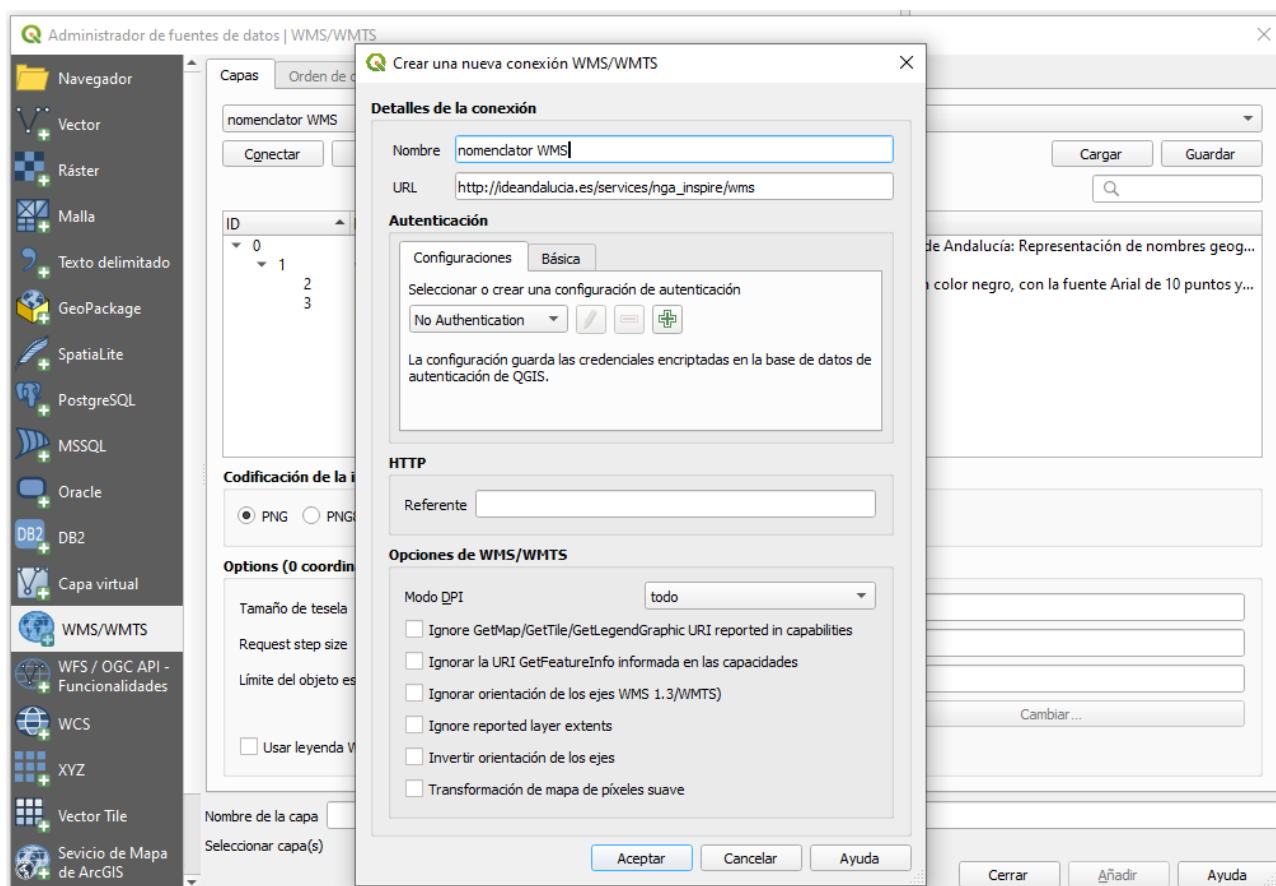 Administrador de fuentes de datos | WMS/WMTS
Navegador
Vector
Ráster
Malla
Texto delimitado
GeoPackage
SpatiaLite
PostgreSQL
MSSQL
Oracle
DB2
DB2
Capa virtual
WMS/WMTS
WFS / OGC API -
Funcionalidades
WCS
XYZ
Vector Tile
Sevicio de Mapa
de ArcGIS
Capas
Orden de
nomenclator WMS
Conectar
Cargar
Guardar
ID
0
1
2
3
de Andalucía: Representación de nombres geog...
color negro, con la fuente Arial de 10 puntos y...
Codificación de la
PNG
Options (0 coordin
Tamaño de tesela
Request step size
Límite del objeto es
Cambiar...
Usar leyenda
Nombre de la capa
Seleccionar capa(s)
Cerrar
Añadir
Ayuda
Crear una nueva conexión WMS/WMTS
Detalles de la conexión
Nombre
nomenclator WMS
URL
http://ideandalucia.es/services/nga_inspire/wms
Autenticación
Configuraciones
Básica
Seleccionar o crear una configuración de autenticación
No Authentication
La configuración guarda las credenciales encriptadas en la base de datos de
autenticación de QGIS.
HTTP
Referente
Opciones de WMS/WMTS
Modo DPI
todo
Ignore GetMap/GetTile/GetLegendGraphic URI reported in capabilities
Ignorar la URI GetFeatureInfo informada en las capacidades
Ignorar orientación de los ejes WMS 1.3/WMTS)
Ignore reported layer extents
Invertir orientación de los ejes
Transformación de mapa de píxeles suave
Aceptar
Cancelar
Ayuda